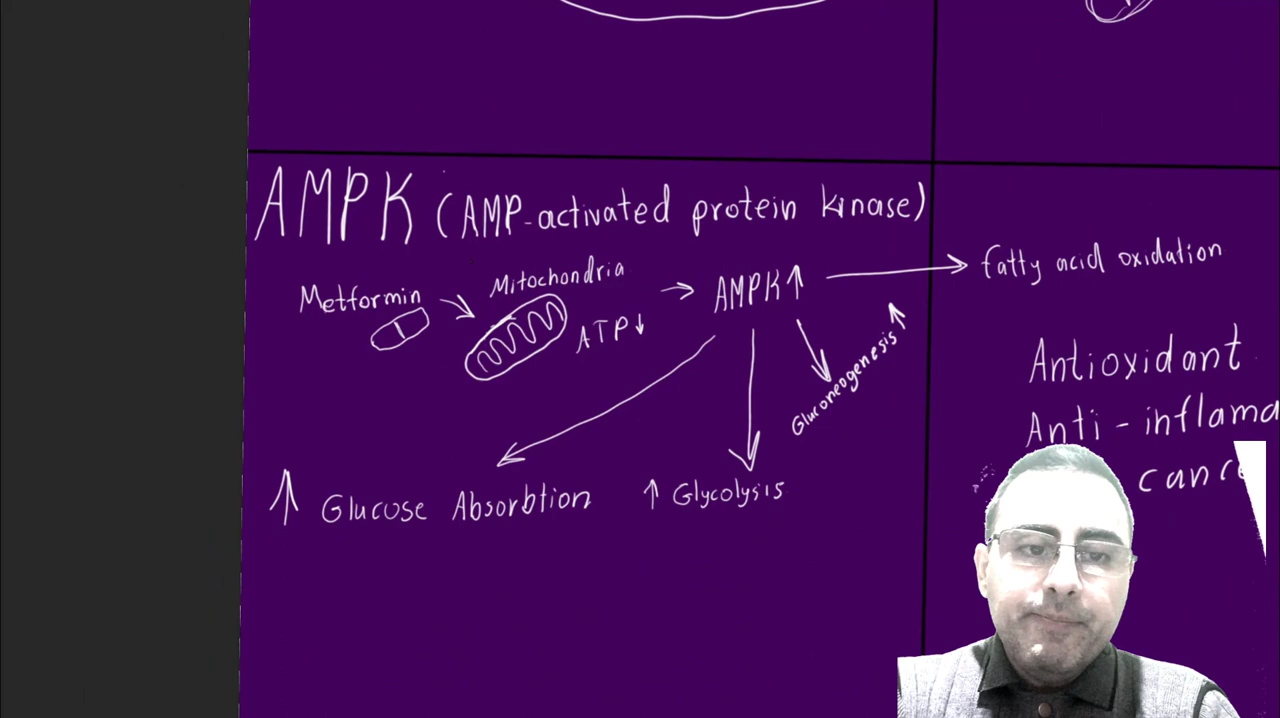 AMPK (AMP-activated protein kinase)
Metformin
Mitochondria
ATP↓
AMPK↑
fatty acid oxidation
Gluconeogenesis ↑
Antioxidant
Anti-inflama
canc
↑ Glucose Absorbtion
↑ Glycolysis